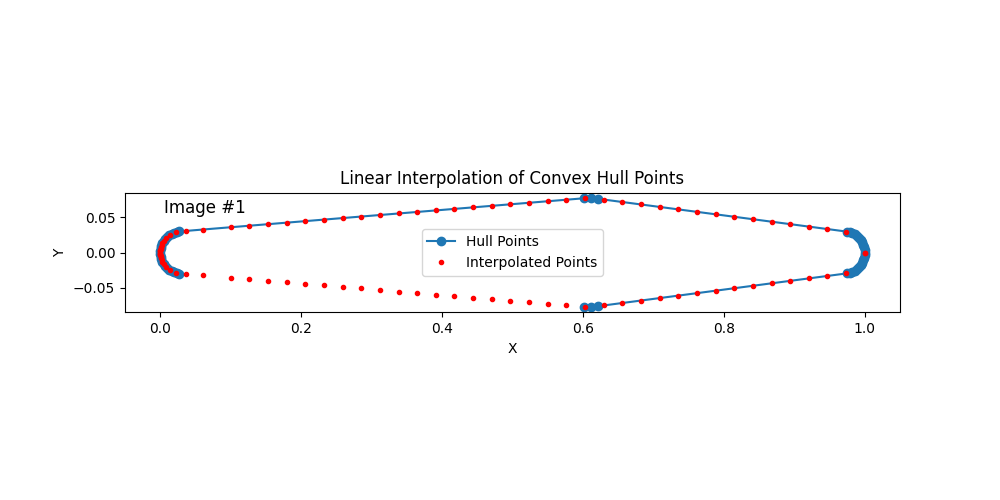 Linear Interpolation of Convex Hull Points
Image #1
Hull Points
Interpolated Points
0.05
0.00
−0.05
Y
0.0 0.2 0.4 0.6 0.8 1.0
X